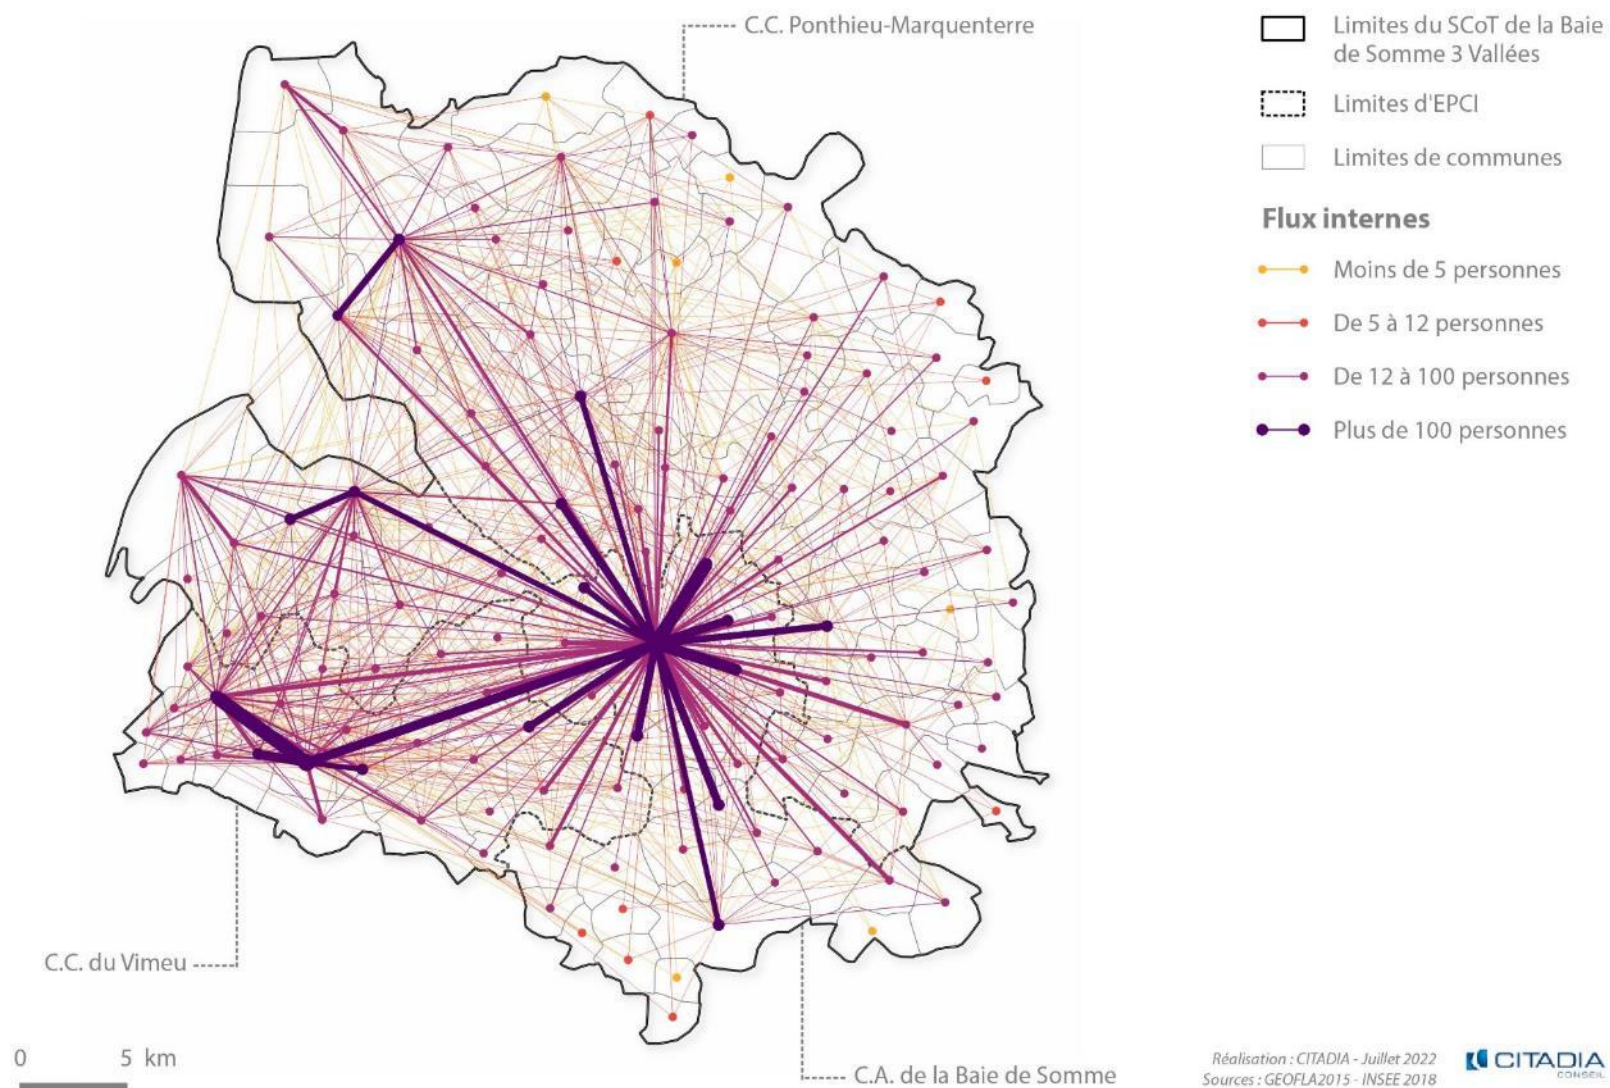 C.C. Ponthieu-Marquenterre
Limites du SCoT de la Baie
de Somme 3 Vallées
Limites d'EPCI
Limites de communes
Flux internes
Moins de 5 personnes
De 5 à 12 personnes
De 12 à 100 personnes
Plus de 100 personnes
C.C. du Vimeu
0 5 km
C.A. de la Baie de Somme
Réalisation : CITADIA - Juillet 2022
Sources : GEOFLA2015 - INSEE 2018
CITADIA
CONSEIL